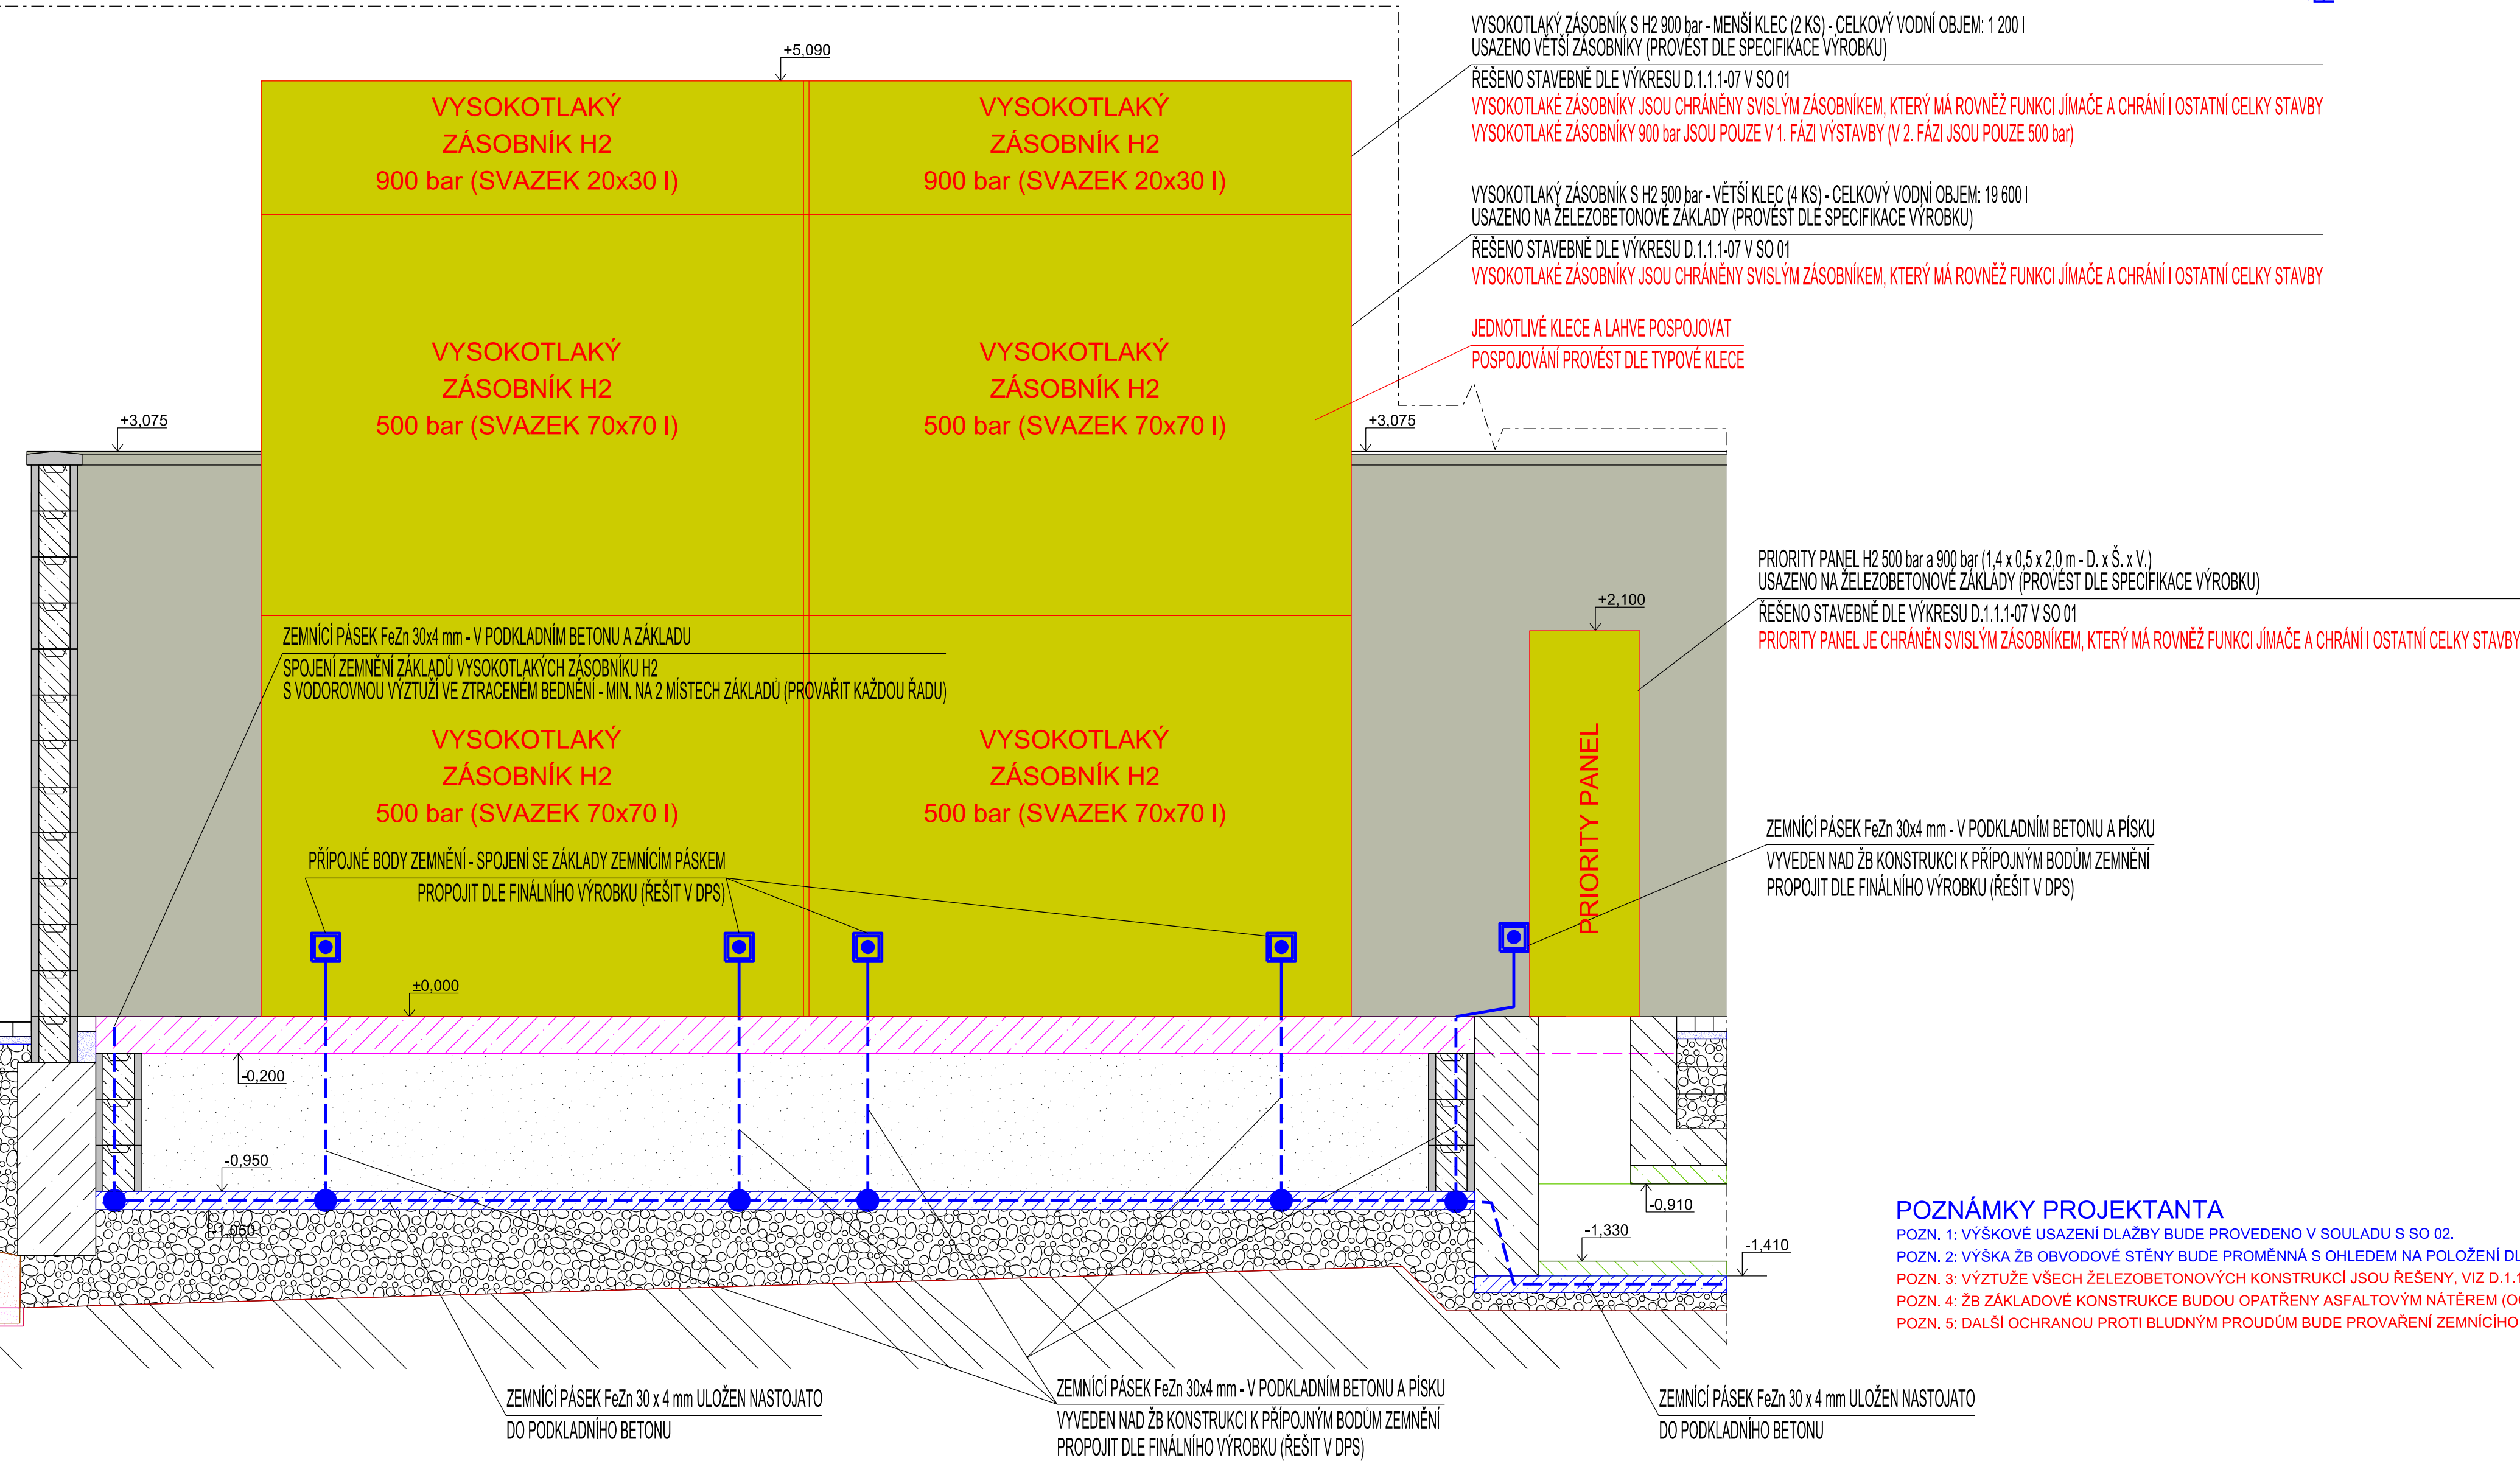 +5,090
VYSOKOTLAKÝ
ZÁSOBNÍK H2
900 bar (SVAZEK 20x30 l)
VYSOKOTLAKÝ
ZÁSOBNÍK H2
900 bar (SVAZEK 20x30 l)
VYSOKOTLAKÝ ZÁSOBNÍK S H2 900 bar - MENŠÍ KLEC (2 KS) - CELKOVÝ VODNÍ OBJEM: 1 200 l
USAZENO VĚTŠÍ ZÁSOBNÍKY (PROVÉST DLE SPECIFIKACE VÝROBKU)
ŘEŠENO STAVEBNĚ DLE VÝKRESU D.1.1.1-07 V SO 01
VYSOKOTLAKÉ ZÁSOBNÍKY JSOU CHRÁNĚNY SVISLÝM ZÁSOBNÍKEM, KTERÝ MÁ ROVNĚŽ FUNKCI JÍMAČE A CHRÁNÍ I OSTATNÍ CELKY STAVBY
VYSOKOTLAKÉ ZÁSOBNÍKY 900 bar JSOU POUZE V 1. FÁZI VÝSTAVBY (V 2. FÁZI JSOU POUZE 500 bar)
VYSOKOTLAKÝ ZÁSOBNÍK S H2 500 bar - VĚTŠÍ KLEC (4 KS) - CELKOVÝ VODNÍ OBJEM: 19 600 l
USAZENO NA ŽELEZOBETONOVÉ ZÁKLADY (PROVÉST DLE SPECIFIKACE VÝROBKU)
ŘEŠENO STAVEBNĚ DLE VÝKRESU D.1.1.1-07 V SO 01
VYSOKOTLAKÉ ZÁSOBNÍKY JSOU CHRÁNĚNY SVISLÝM ZÁSOBNÍKEM, KTERÝ MÁ ROVNĚŽ FUNKCI JÍMAČE A CHRÁNÍ I OSTATNÍ CELKY STAVBY
JEDNOTLIVÉ KLECE A LAHVE POSPOJOVAT
POSPOJOVÁNÍ PROVÉST DLE TYPOVÉ KLECE
VYSOKOTLAKÝ
ZÁSOBNÍK H2
500 bar (SVAZEK 70x70 l)
VYSOKOTLAKÝ
ZÁSOBNÍK H2
500 bar (SVAZEK 70x70 l)
+3,075
+3,075
PRIORITY PANEL H2 500 bar a 900 bar (1,4 x 0,5 x 2,0 m - D. x Š. x V.)
USAZENO NA ŽELEZOBETONOVÉ ZÁKLADY (PROVÉST DLE SPECIFIKACE VÝROBKU)
ŘEŠENO STAVEBNĚ DLE VÝKRESU D.1.1.1-07 V SO 01
PRIORITY PANEL JE CHRÁNĚN SVISLÝM ZÁSOBNÍKEM, KTERÝ MÁ ROVNĚŽ FUNKCI JÍMAČE A CHRÁNÍ I OSTATNÍ CELKY STAVBY
+2,100
PRIORITY PANEL
ZEMNÍCÍ PÁSEK FeZn 30x4 mm - V PODKLADNÍM BETONU A ZÁKLADU
SPOJENÍ ZEMNĚNÍ ZÁKLADŮ VYSOKOTLAKÝCH ZÁSOBNÍKU H2
S VODOROVNOU VÝZTUŽÍ VE ZTRACENÉM BEDNĚNÍ - MIN. NA 2 MÍSTECH ZÁKLADŮ (PROVAŘIT KAŽDOU ŘADU)
VYSOKOTLAKÝ
ZÁSOBNÍK H2
500 bar (SVAZEK 70x70 l)
VYSOKOTLAKÝ
ZÁSOBNÍK H2
500 bar (SVAZEK 70x70 l)
PŘÍPOJNÉ BODY ZEMNĚNÍ - SPOJENÍ SE ZÁKLADY ZEMNÍCÍM PÁSKEM
PROPOJIT DLE FINÁLNÍHO VÝROBKU (ŘEŠIT V DPS)
ZEMNÍCÍ PÁSEK FeZn 30x4 mm - V PODKLADNÍM BETONU A PÍSKU
VYVEDEN NAD ŽB KONSTRUKCI K PŘÍPOJNÝM BODŮM ZEMNĚNÍ
PROPOJIT DLE FINÁLNÍHO VÝROBKU (ŘEŠIT V DPS)
±0,000
-0,200
-0,950
-1,050
-0,910
-1,330
-1,410
POZNÁMKY PROJEKTANTA
POZN. 1: VÝŠKOVÉ USAZENÍ DLAŽBY BUDE PROVEDENO V SOULADU S SO 02.
POZN. 2: VÝŠKA ŽB OBVODOVÉ STĚNY BUDE PROMĚNNÁ S OHLEDEM NA POLOŽENÍ
POZN. 3: VÝZTUŽE VŠECH ŽELEZOBETONOVÝCH KONSTRUKCÍ JSOU ŘEŠENY, VIZ
POZN. 4: ŽB ZÁKLADOVÉ KONSTRUKCE BUDOU OPATŘENY ASFALTOVÝM NÁTĚREM
POZN. 5: DALŠÍ OCHRANOU PROTI BLUDNÝM PROUDŮM BUDE PROVAŘENÍ ZEMNÍCÍHO
ZEMNÍCÍ PÁSEK FeZn 30 x 4 mm ULOŽEN NASTOJATO
DO PODKLADNÍHO BETONU
ZEMNÍCÍ PÁSEK FeZn 30x4 mm - V PODKLADNÍM BETONU A PÍSKU
VYVEDEN NAD ŽB KONSTRUKCI K PŘÍPOJNÝM BODŮM ZEMNĚNÍ
PROPOJIT DLE FINÁLNÍHO VÝROBKU (ŘEŠIT V DPS)
ZEMNÍCÍ PÁSEK FeZn 30 x 4 mm ULOŽEN NASTOJATO
DO PODKLADNÍHO BETONU